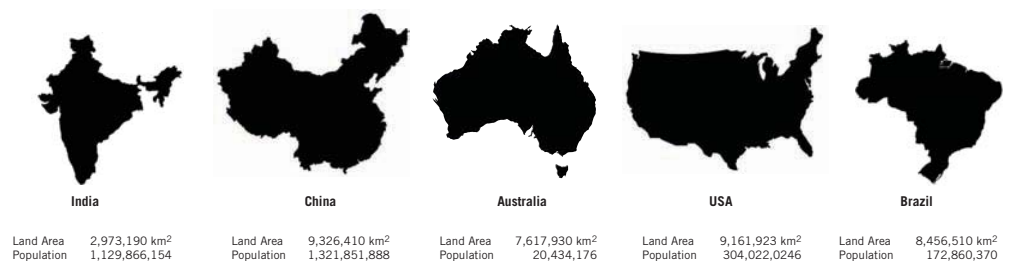 India China Australia USA Brazil
Land Area 2,973,190 km² Land Area 9,326,410 km² Land Area 7,617,930 km² Land Area 9,161,923 km² Land Area 8,456,510 km²
Population 1,129,866,154 Population 1,321,851,888 Population 20,434,176 Population 304,022,0246 Population 172,860,370